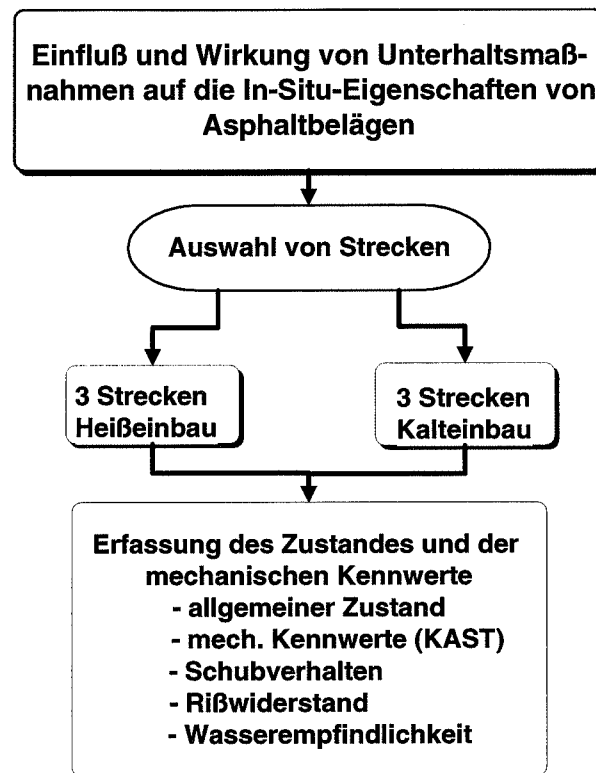 Einfluß und Wirkung von Unterhaltsmaß-
nahmen auf die In-Situ-Eigenschaften von
Asphaltbelägen
Auswahl von Strecken
3 Strecken
Heißeinbau
3 Strecken
Kalteinbau
Erfassung des Zustandes und der
mechanischen Kennwerte
- allgemeiner Zustand
- mech. Kennwerte (KAST)
- Schubverhalten
- Rißwiderstand
- Wasserempfindlichkeit